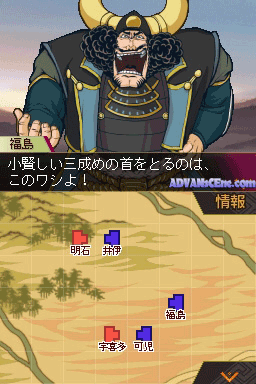 福島
小賢しい三成めの首をとるのは、
このワシよ！
ADVANsCEne.com
情報
明石 井伊
福島
宇喜多 可児